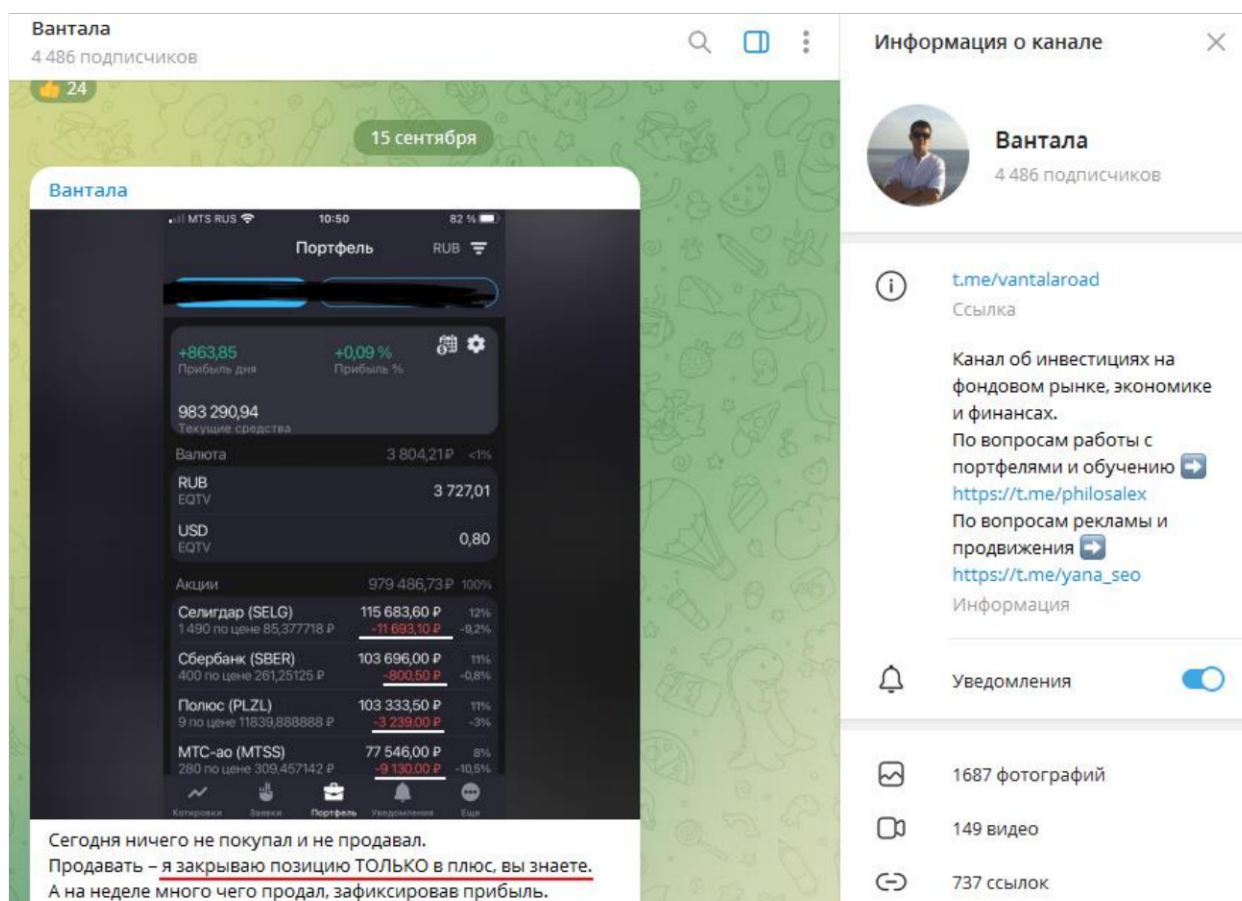 Вантала
4 486 подписчиков
24
15 сентября
Вантала
MTS RUS 10:50 82 %
Портфель RUB
+863,85 +0,09 %
Прибыль дня Прибыль %
983 290,94
Текущие средства
Валюта 3 804,21₽ <1%
RUB
EQTV 3 727,01
USD
EQTV 0,80
Акции 979 486,73₽ 100%
Селигдар (SELG) 115 683,60 ₽ 12%
1 490 по цене 85,377718 ₽ -11 693,10 ₽ -9,2%
Сбербанк (SBER) 103 696,00 ₽ 11%
400 по цене 261,25125 ₽ -800,50 ₽ -0,8%
Полюс (PLZL) 103 333,50 ₽ 11%
9 по цене 11839,888888 ₽ -3 239,00 ₽ -3%
МТС-ао (MTSS) 77 546,00 ₽ 8%
280 по цене 309,457142 ₽ -9 130,00 ₽ -10,5%
Котировки Заявки Портфель Уведомления Еще
Сегодня ничего не покупал и не продавал.
Продавать – я закрываю позицию ТОЛЬКО в плюс, вы знаете.
А на неделе много чего продал, зафиксировав прибыль.
Информация о канале
Вантала
4 486 подписчиков
t.me/vantalaroad
Ссылка
Канал об инвестициях на
фондовом рынке, экономике
и финансах.
По вопросам работы с
портфелями и обучению
https://t.me/philosalex
По вопросам рекламы и
продвижения
https://t.me/yana_seo
Информация
Уведомления
1687 фотографий
149 видео
737 ссылок